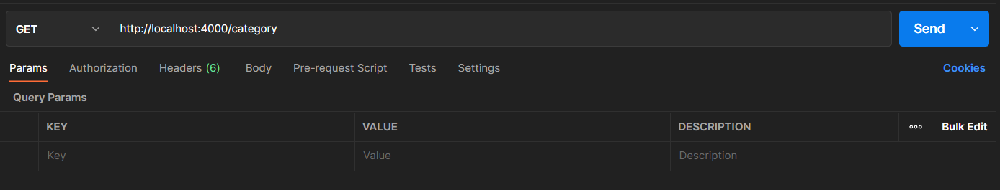 GET http://localhost:4000/category Send
Params Authorization Headers (6) Body Pre-request Script Tests Settings Cookies
Query Params
KEY VALUE DESCRIPTION ooo Bulk Edit
Key Value Description